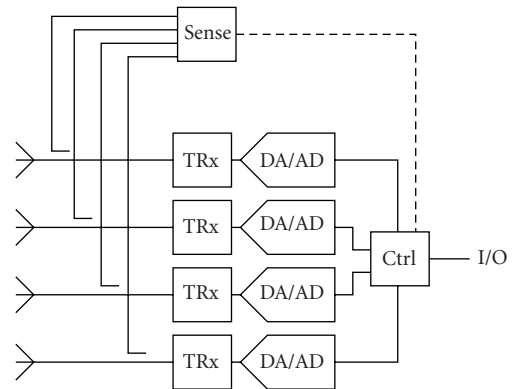 Sense
TRx
DA/AD
TRx
DA/AD
Ctrl
I/O
TRx
DA/AD
TRx
DA/AD